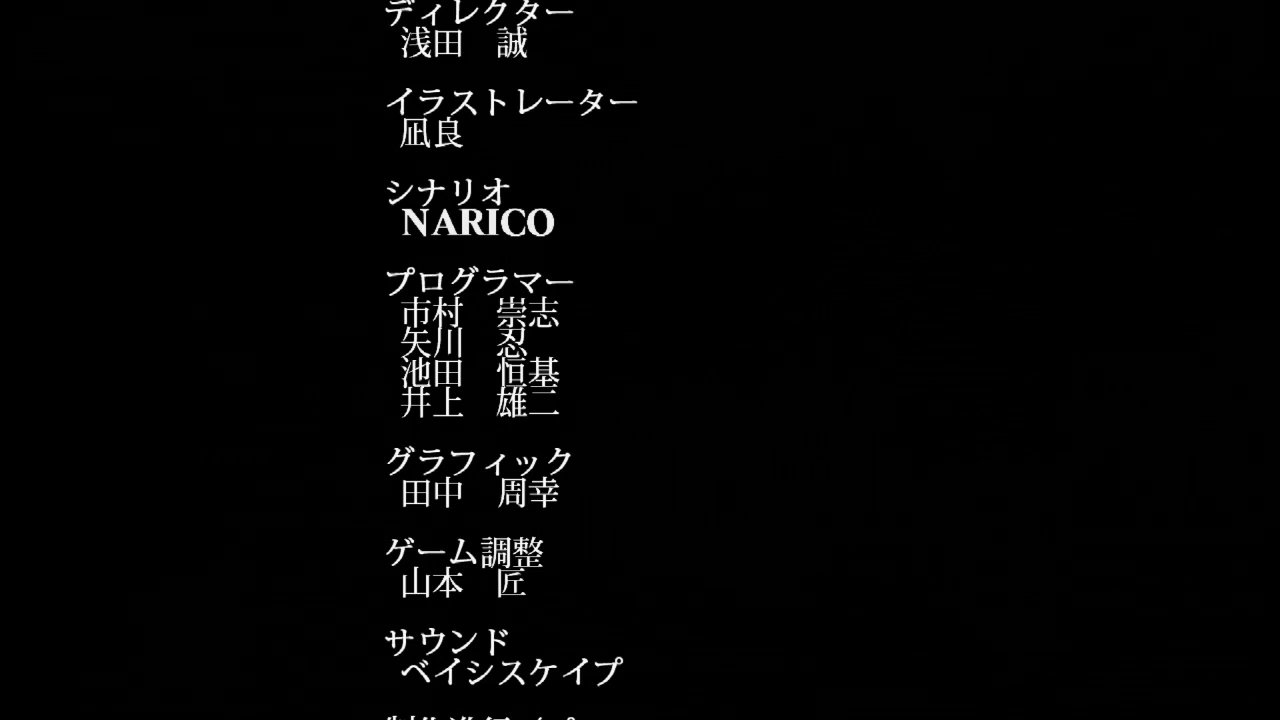 ディレクター
浅田　誠
イラストレーター
凪良
シナリオ
NARICO
プログラマー
市村　崇志
矢川　忍
池田　恒基
井上　雄二
グラフィック
田中　周幸
ゲーム調整
山本　匠
サウンド
ベイシスケイプ